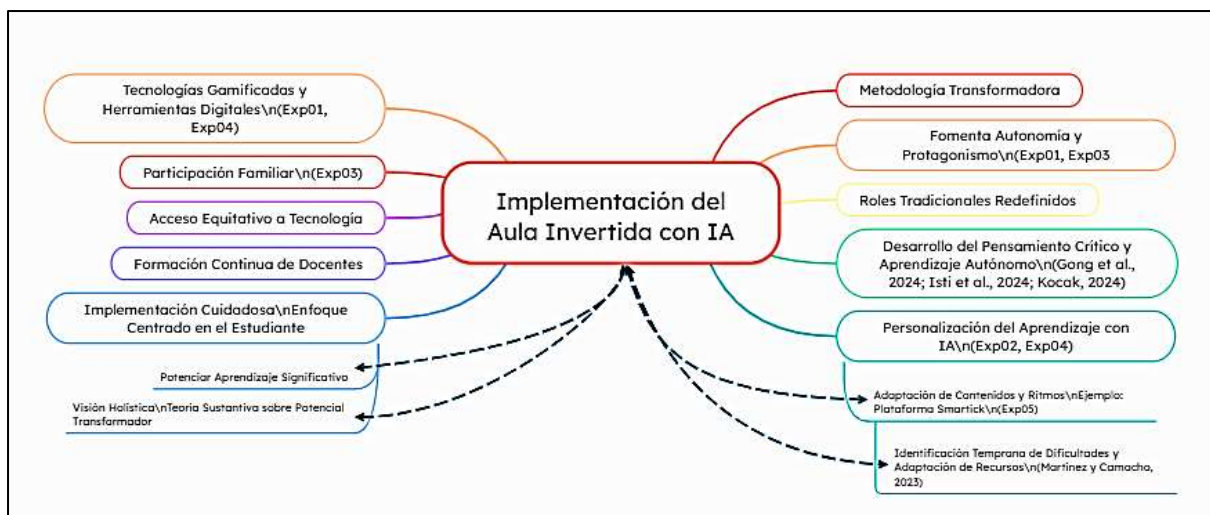 Tecnologías Gamificadas y
Herramientas Digitales\n(Exp01,
Exp04)
Participación Familiar\n(Exp03)
Acceso Equitativo a Tecnología
Formación Continua de Docentes
Implementación Cuidadosa\nEnfoque
Centrado en el Estudiante
Potenciar Aprendizaje Significativo
Visión Holística\nTeoría Sustantiva sobre Potencial
Transformador
Implementación del
Aula Invertida con IA
Metodología Transformadora
Fomenta Autonomía y
Protagonismo\n(Exp01, Exp03
Roles Tradicionales Redefinidos
Desarrollo del Pensamiento Crítico y
Aprendizaje Autónomo\n(Gong et al.,
2024; Isti et al., 2024; Kocak, 2024)
Personalización del Aprendizaje con
IA\n(Exp02, Exp04)
Adaptación de Contenidos y Ritmos\nEjemplo:
Plataforma Smartick\n(Exp05)
Identificación Temprana de Dificultades y
Adaptación de Recursos\n(Martínez y Camacho,
2023)